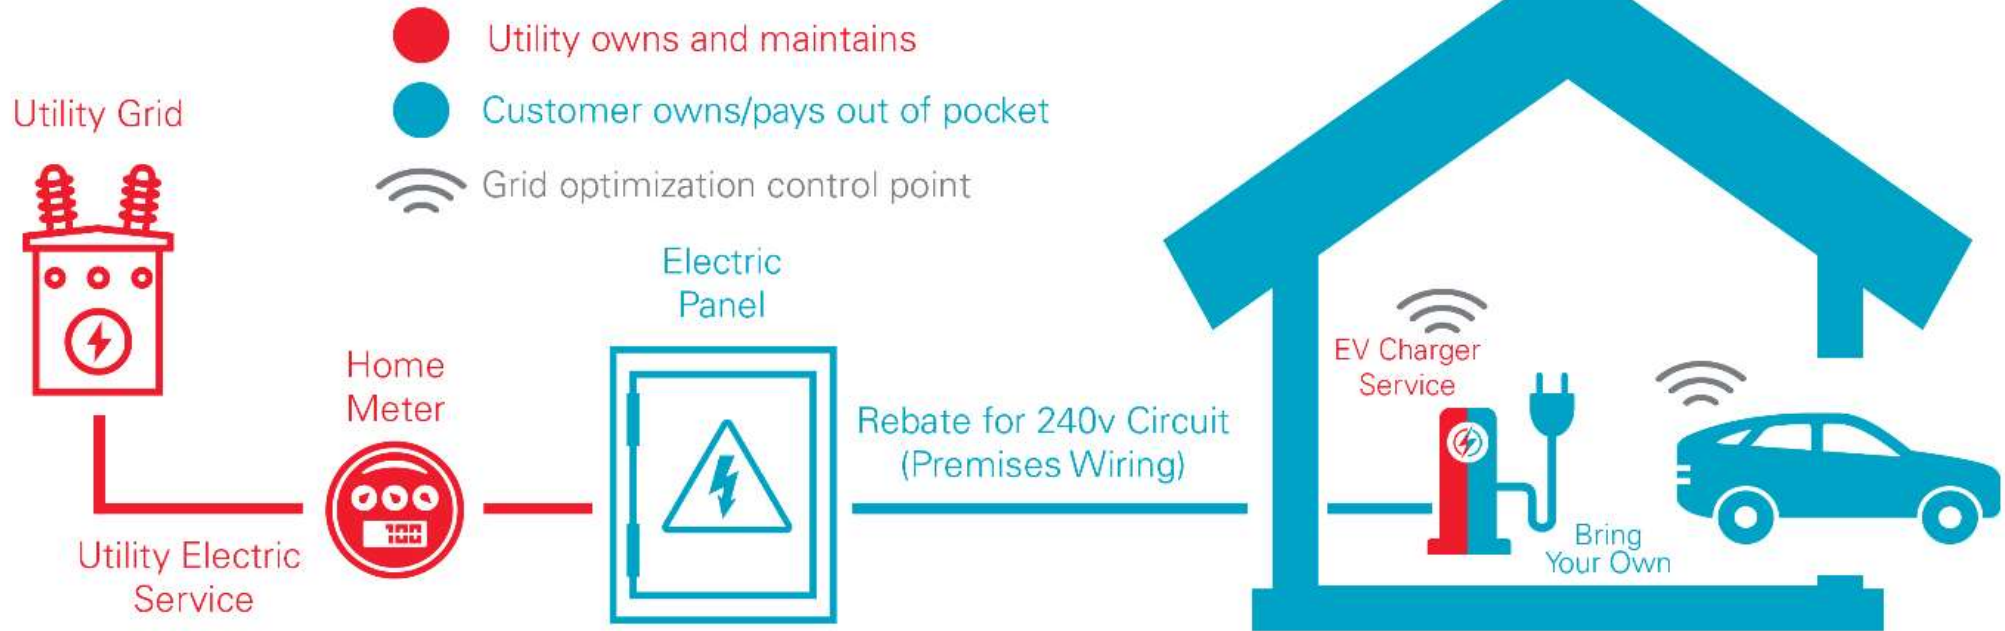 Utility owns and maintains
Customer owns/pays out of pocket
Grid optimization control point
Utility Grid
Utility Electric
Service
Home
Meter
100
Electric
Panel
Rebate for 240v Circuit
(Premises Wiring)
EV Charger
Service
Bring
Your Own